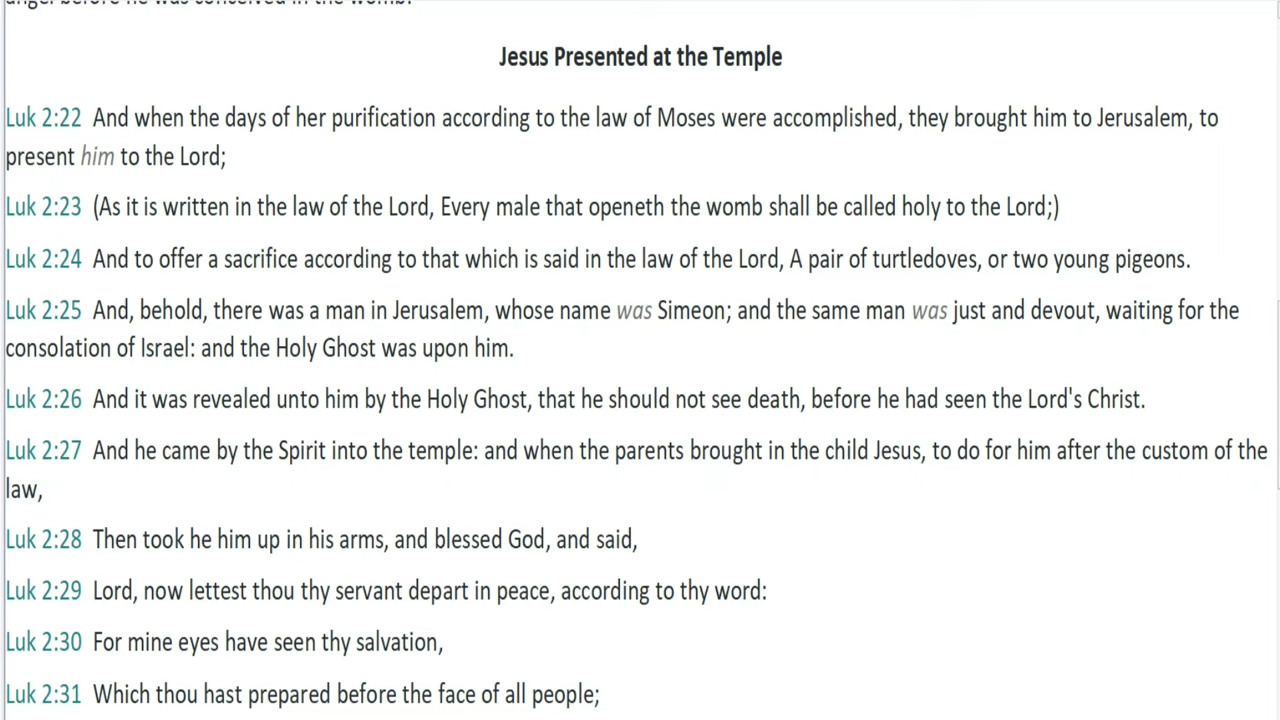 Jesus Presented at the Temple
Luk 2:22 And when the days of her purification according to the law of Moses were accomplished, they brought him to Jerusalem, to
present him to the Lord;
Luk 2:23 (As it is written in the law of the Lord, Every male that openeth the womb shall be called holy to the Lord;)
Luk 2:24 And to offer a sacrifice according to that which is said in the law of the Lord, A pair of turtledoves, or two young pigeons.
Luk 2:25 And, behold, there was a man in Jerusalem, whose name was Simeon; and the same man was just and devout, waiting for the
consolation of Israel: and the Holy Ghost was upon him.
Luk 2:26 And it was revealed unto him by the Holy Ghost, that he should not see death, before he had seen the Lord's Christ.
Luk 2:27 And he came by the Spirit into the temple: and when the parents brought in the child Jesus, to do for him after the custom of the
law,
Luk 2:28 Then took he him up in his arms, and blessed God, and said,
Luk 2:29 Lord, now lettest thou thy servant depart in peace, according to thy word:
Luk 2:30 For mine eyes have seen thy salvation,
Luk 2:31 Which thou hast prepared before the face of all people;